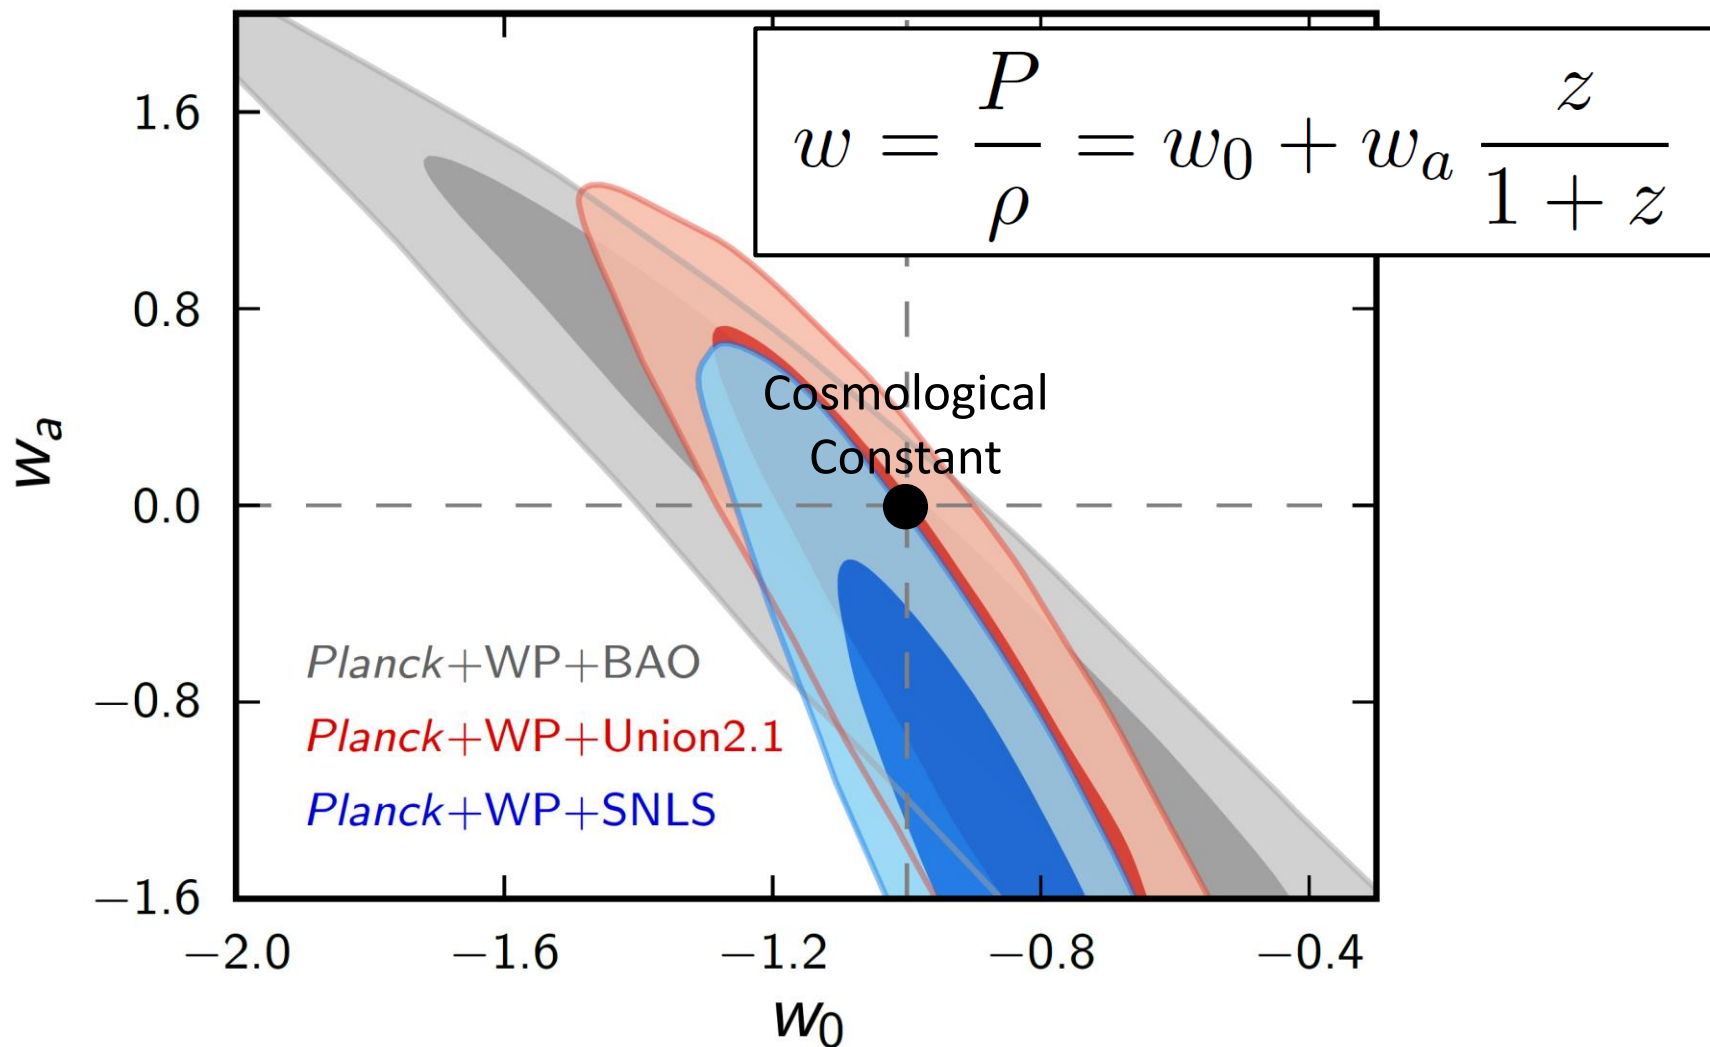 w = P/ρ = w₀ + wₐ z/(1 + z)
1.6
0.8
0.0
−0.8
−1.6
wₐ
Cosmological
Constant
Planck+WP+BAO
Planck+WP+Union2.1
Planck+WP+SNLS
−2.0 −1.6 −1.2 −0.8 −0.4
w₀